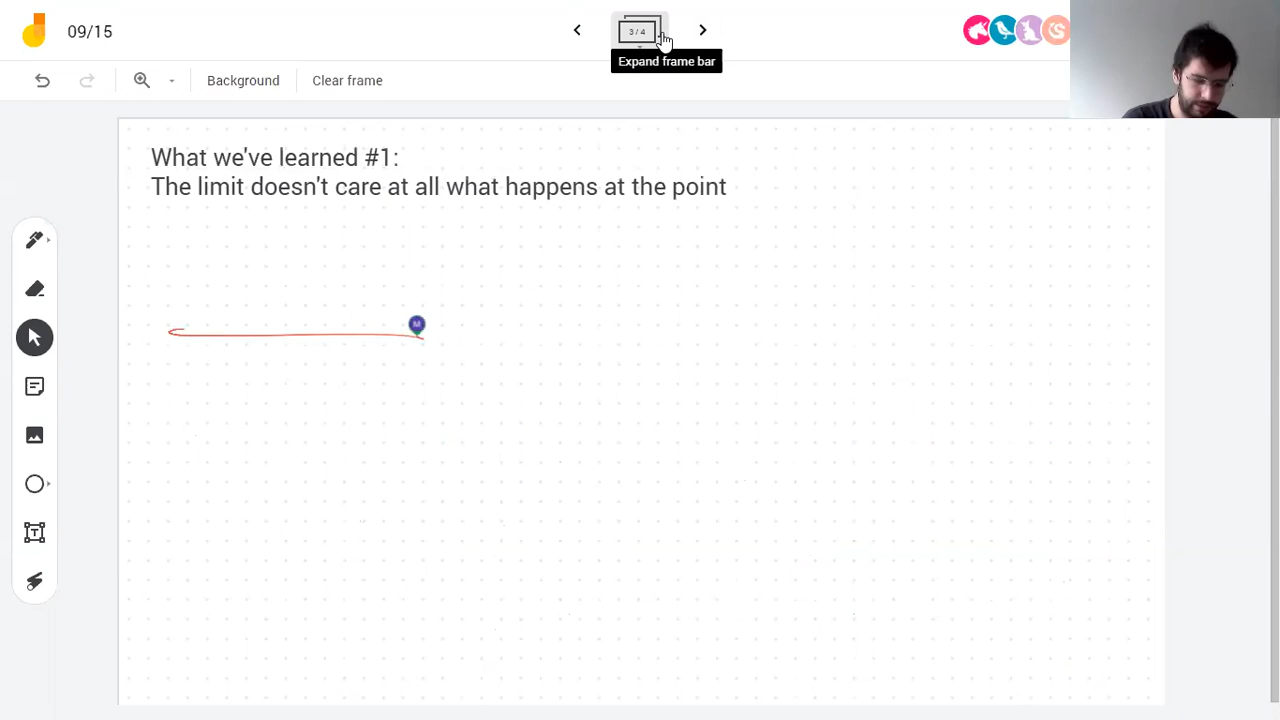 09/15
3 / 4
Expand frame bar
Background
Clear frame
What we've learned #1:
The limit doesn't care at all what happens at the point
M
T